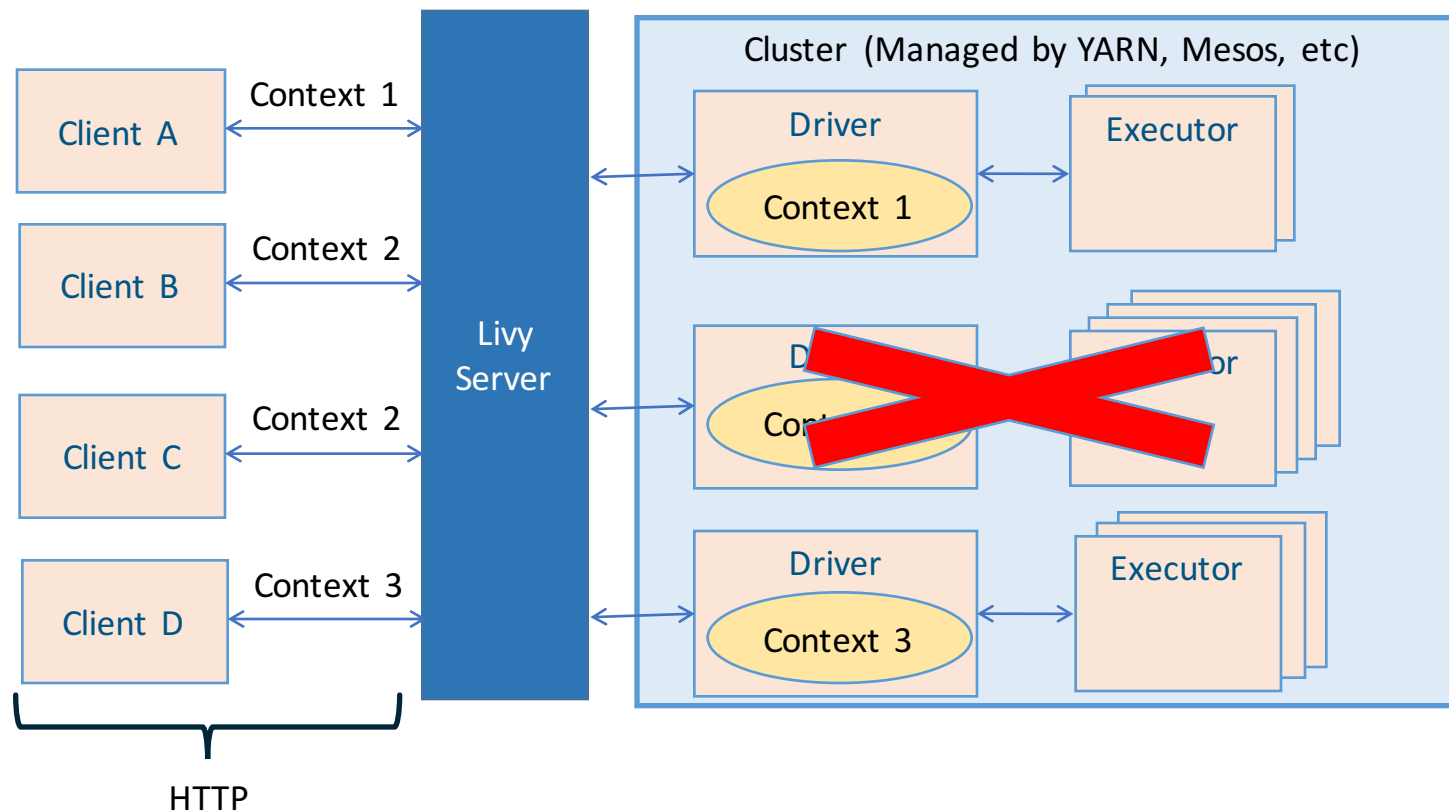 Cluster (Managed by YARN, Mesos, etc)
Client A
Context 1
Driver
Context 1
Executor
Client B
Context 2
Livy
Server
Client C
Context 2
Client D
Context 3
Driver
Context 3
Executor
HTTP